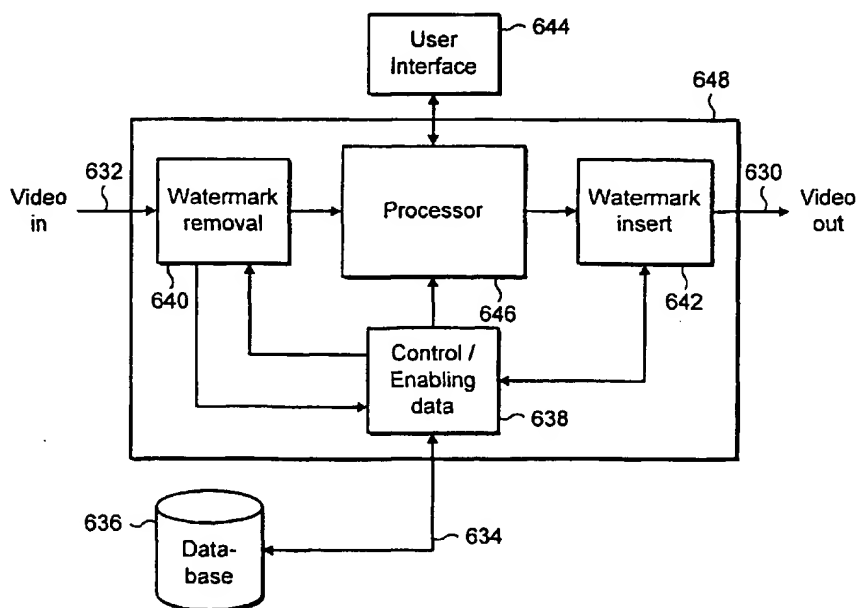 User
Interface
644
648
632
Video
in
Watermark
removal
640
Processor
646
Watermark
insert
642
630
Video
out
Control /
Enabling
data
638
636
Data-
base
634